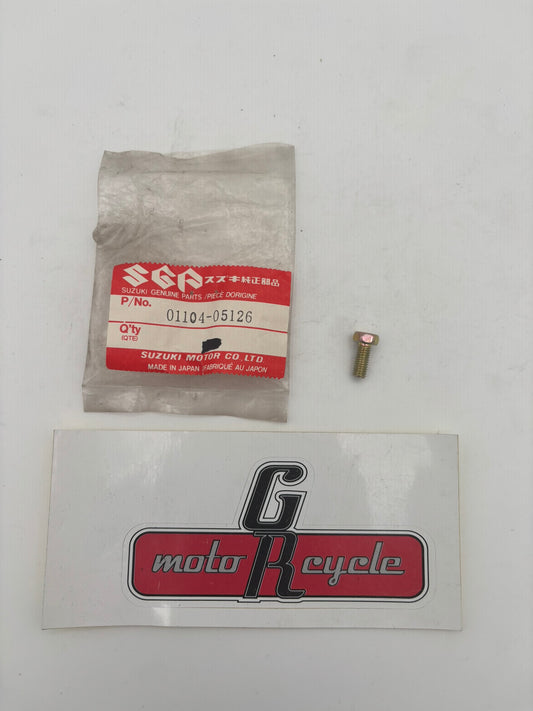 SGP スズキ純正部品
SUZUKI GENUINE PARTS/PIECE DORIGINE
P/No. 01104-05126
Q'ty
(QTE)
SUZUKI MOTOR CO.,LTD.
MADE IN JAPAN FABRIQUÉ AU JAPON
G
moto R cycle